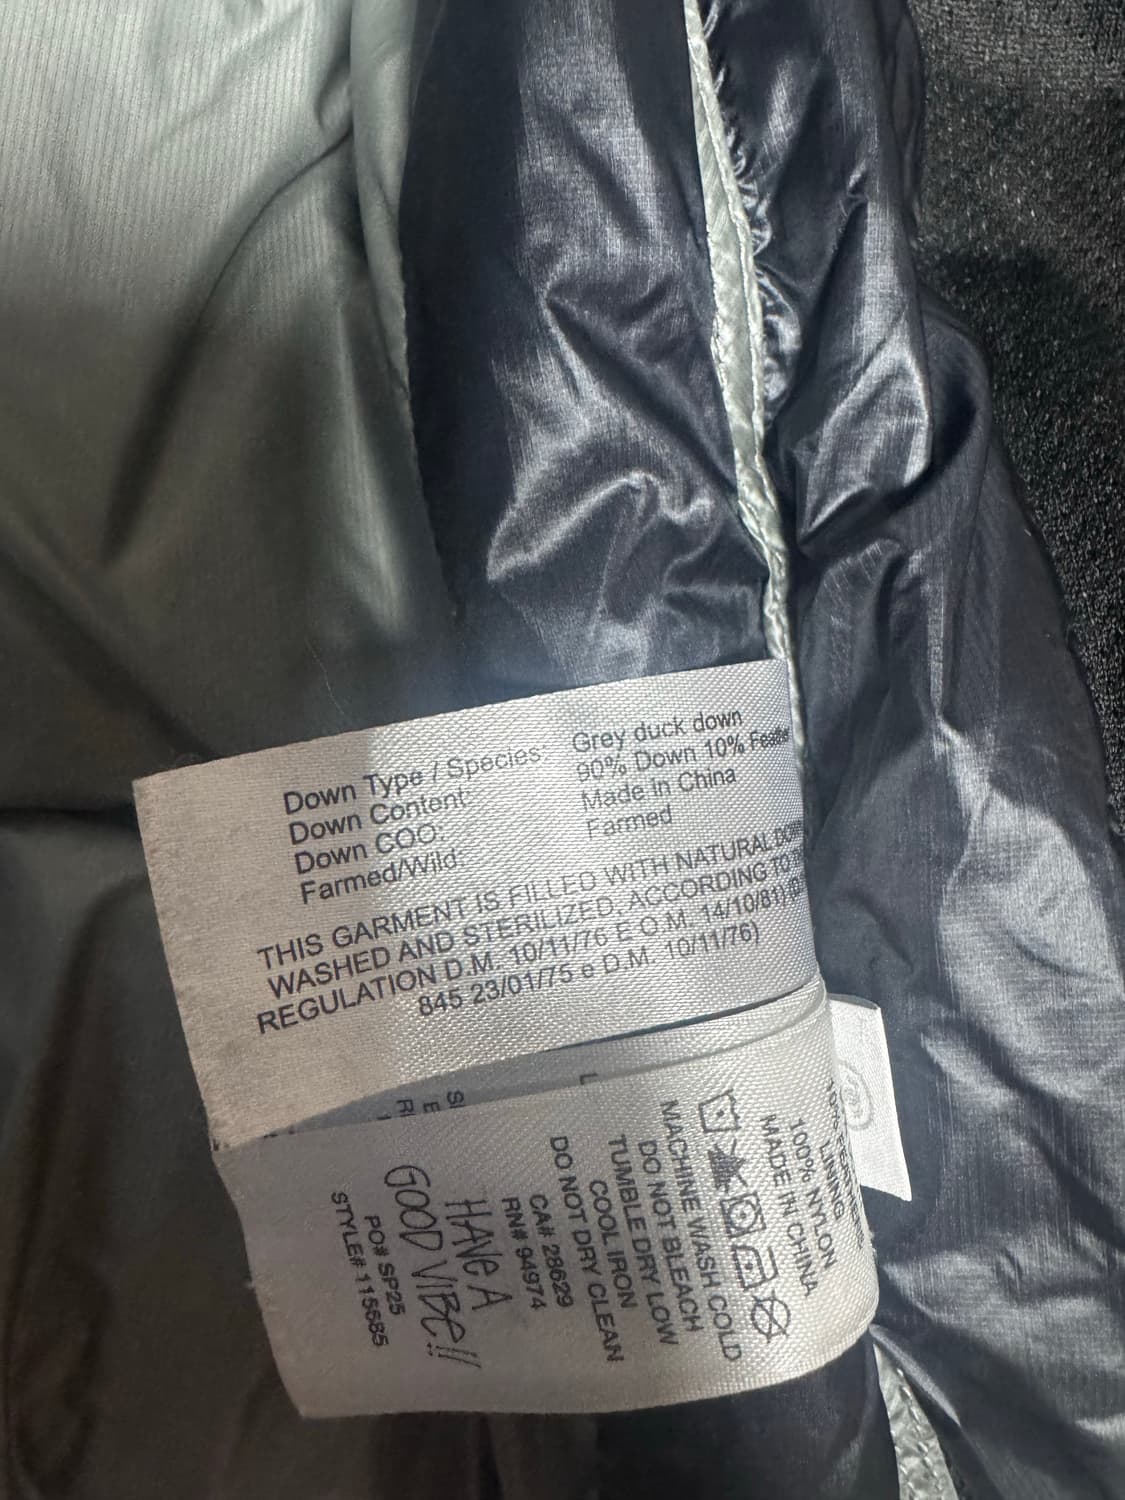 Down Type / Species: Grey duck down
Down Content: 90% Down 10%
Down COO: Made in China
Farmed/Wild: Farmed
THIS GARMENT IS FILLED WITH NATURAL
WASHED AND STERILIZED, ACCORDING TO
REGULATION D.M. 10/11/76 E O.M. 14/10/81)
845 23/01/75 e D.M. 10/11/76)
LINING
100% NYLON
MADE IN CHINA
MACHINE WASH COLD
DO NOT BLEACH
TUMBLE DRY LOW
COOL IRON
DO NOT DRY CLEAN
CA# 28629
RN# 94974
HAVE A
GOOD VIBE!!
PO# SP25
STYLE# 115685